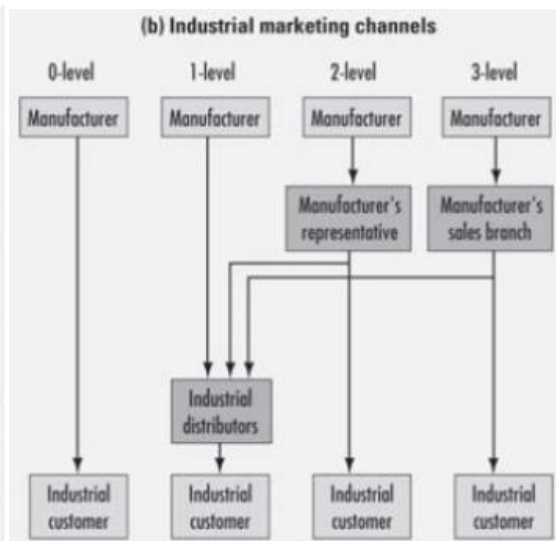 (b) Industrial marketing channels
0-level 1-level 2-level 3-level
Manufacturer Manufacturer Manufacturer Manufacturer
Manufacturer's
representative
Manufacturer's
sales branch
Industrial
distributors
Industrial
customer
Industrial
customer
Industrial
customer
Industrial
customer